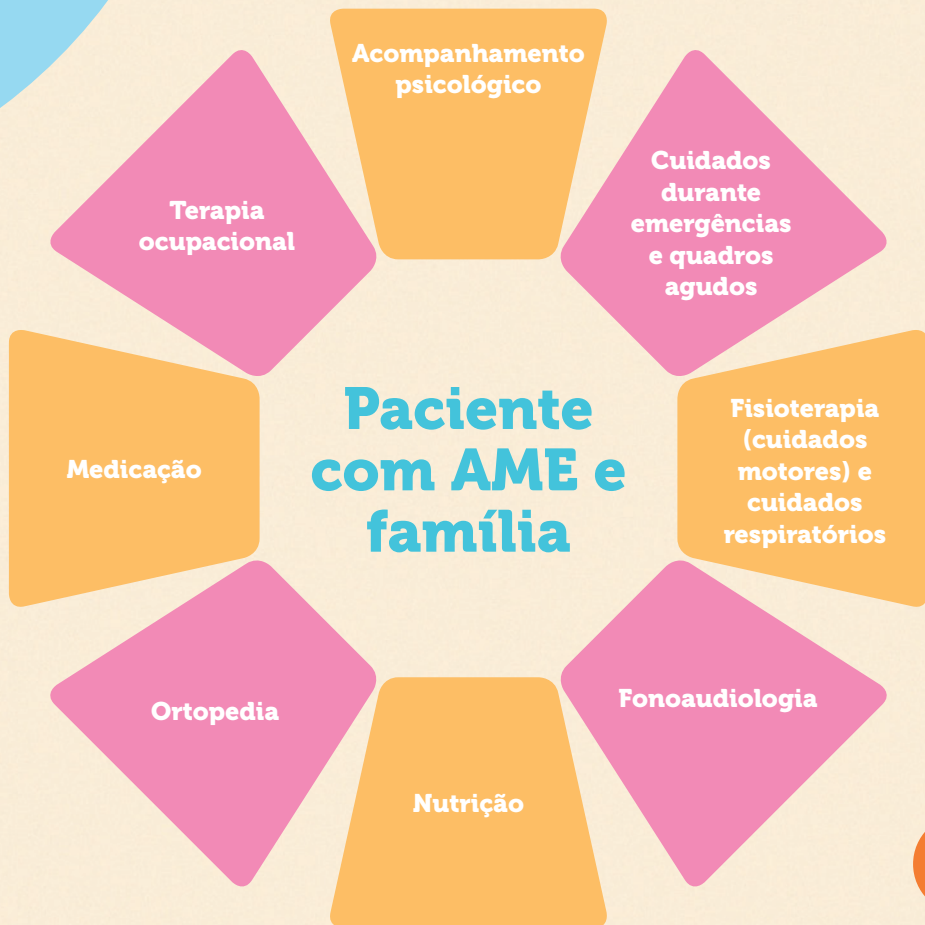 Acompanhamento
psicológico
Cuidados
durante
emergências
e quadros
agudos
Terapia
ocupacional
Paciente
com AME e
família
Fisioterapia
(cuidados
motores) e
cuidados
respiratórios
Medicação
Fonoaudiologia
Ortopedia
Nutrição